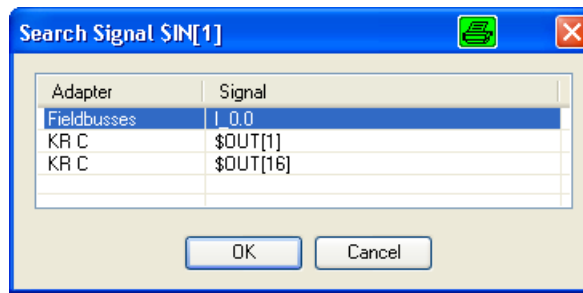 Search Signal $IN[1]
Adapter Signal
Fieldbusses I_0.0
KR C $OUT[1]
KR C $OUT[16]
OK Cancel